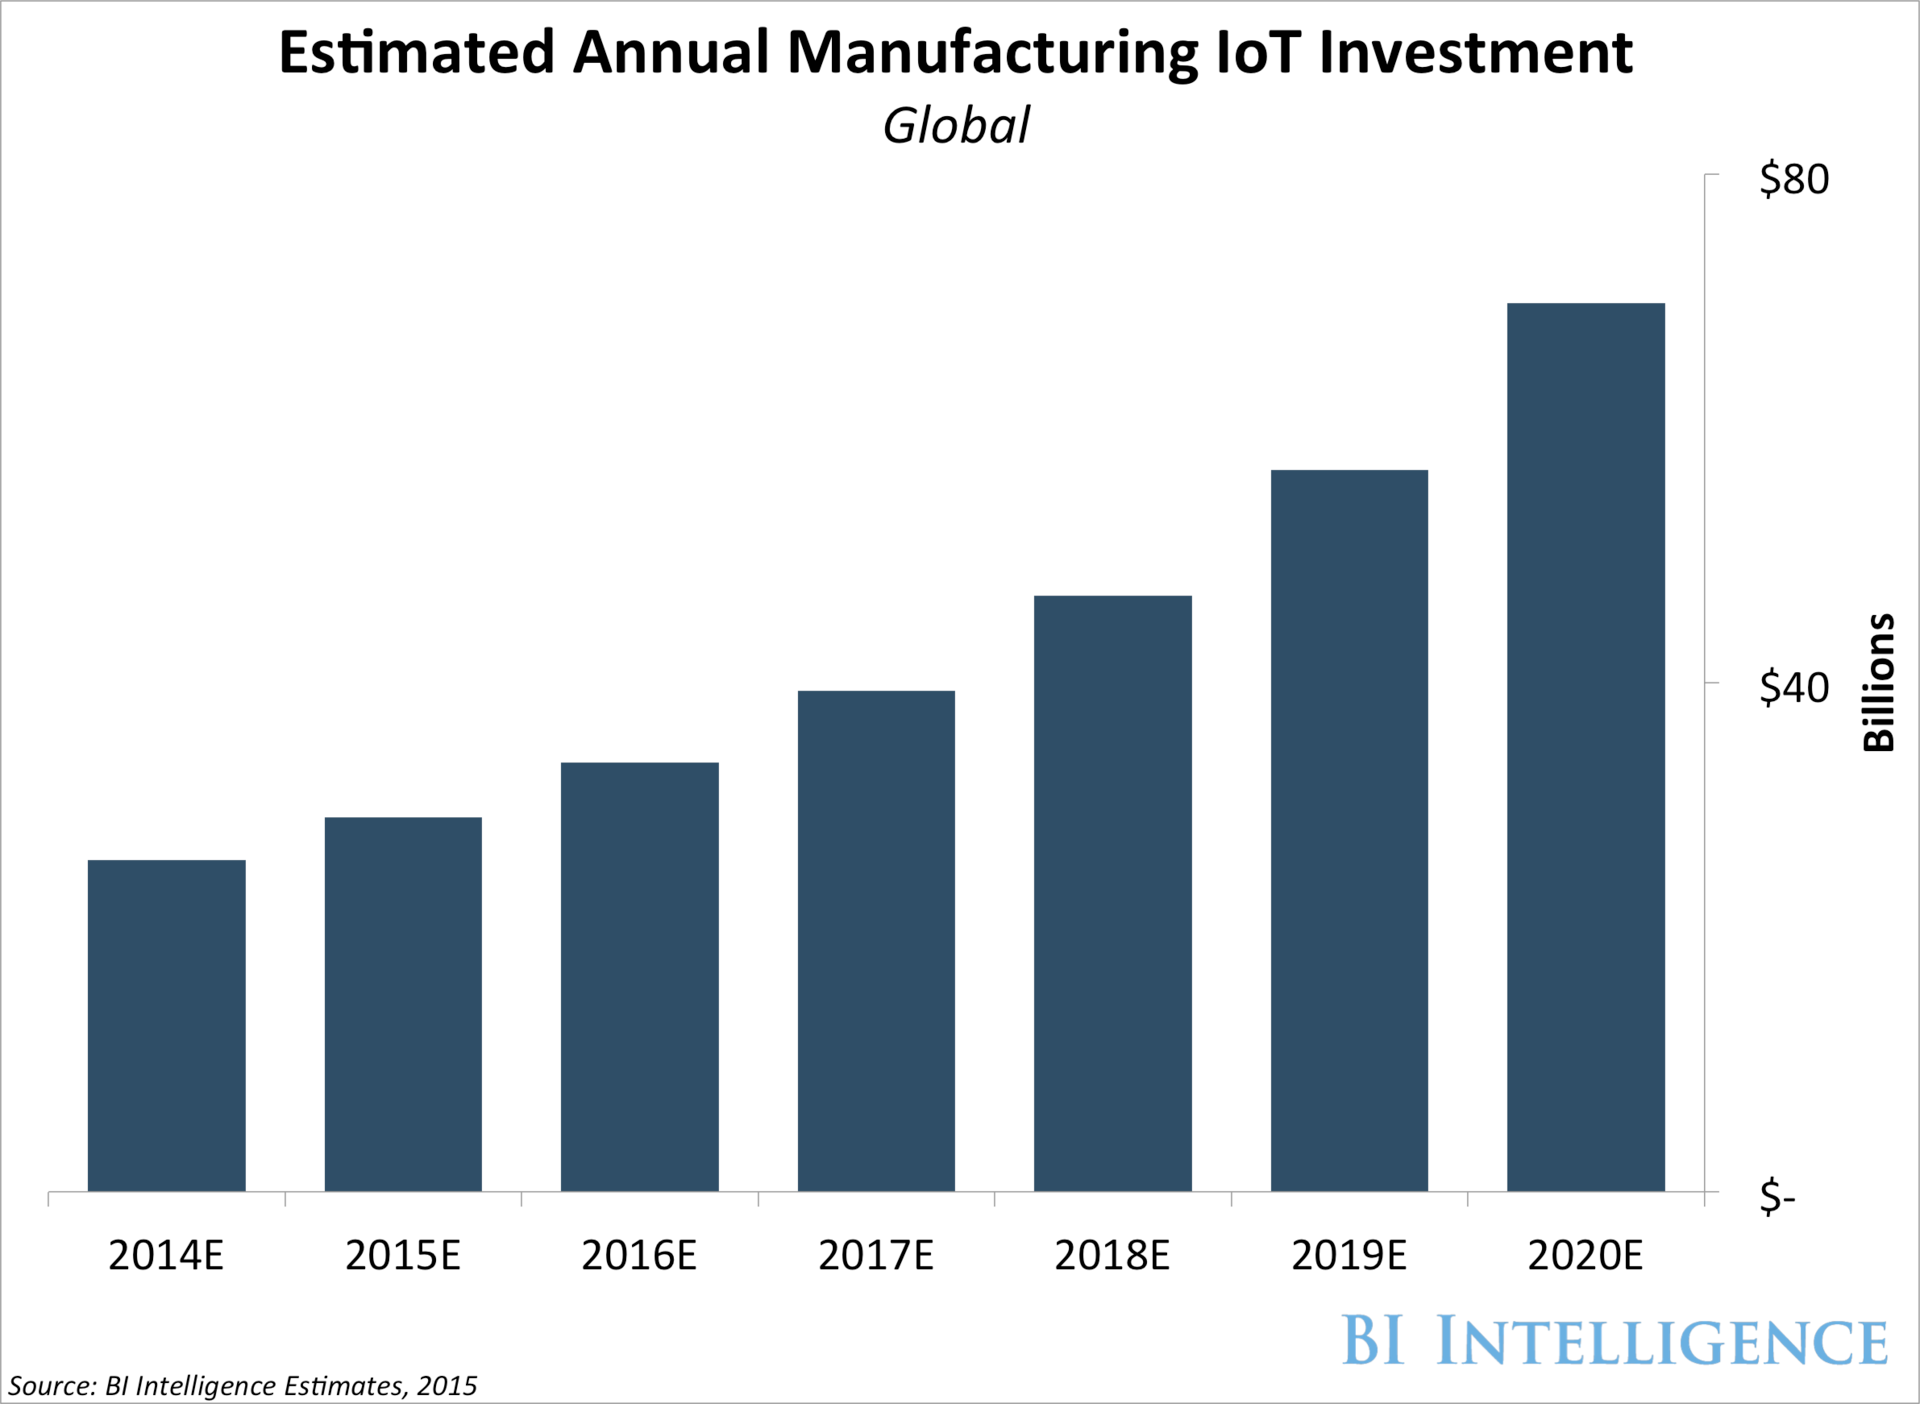 Estimated Annual Manufacturing IoT Investment
Global
$80
$40
$-
Billions
2014E 2015E 2016E 2017E 2018E 2019E 2020E
BI INTELLIGENCE
Source: BI Intelligence Estimates, 2015